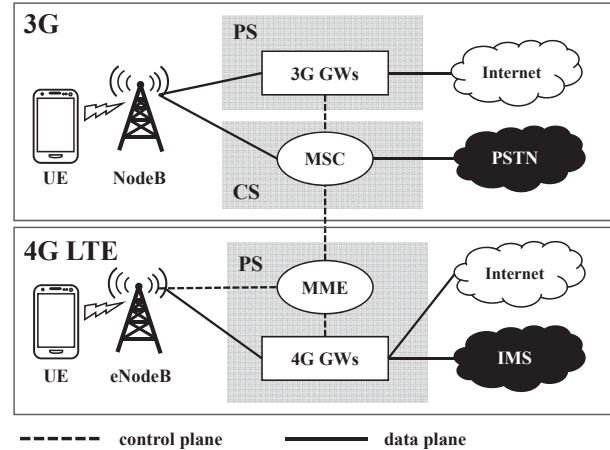 3G
PS
3G GWs
Internet
MSC
PSTN
UE
NodeB
CS
4G LTE
PS
MME
Internet
4G GWs
IMS
UE
eNodeB
control plane
data plane